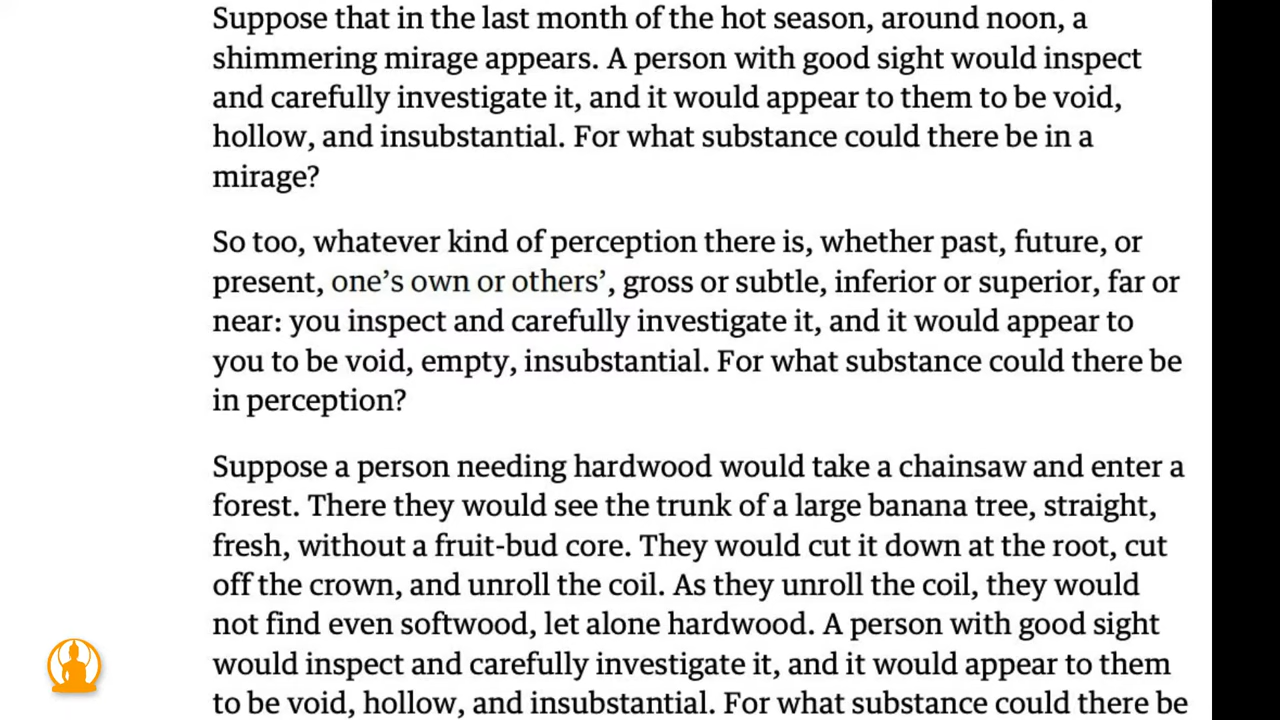 Suppose that in the last month of the hot season, around noon, a
shimmering mirage appears. A person with good sight would inspect
and carefully investigate it, and it would appear to them to be void,
hollow, and insubstantial. For what substance could there be in a
mirage?
So too, whatever kind of perception there is, whether past, future, or
present, one’s own or others’, gross or subtle, inferior or superior, far or
near: you inspect and carefully investigate it, and it would appear to
you to be void, empty, insubstantial. For what substance could there be
in perception?
Suppose a person needing hardwood would take a chainsaw and enter a
forest. There they would see the trunk of a large banana tree, straight,
fresh, without a fruit-bud core. They would cut it down at the root, cut
off the crown, and unroll the coil. As they unroll the coil, they would
not find even softwood, let alone hardwood. A person with good sight
would inspect and carefully investigate it, and it would appear to them
to be void, hollow, and insubstantial. For what substance could there be